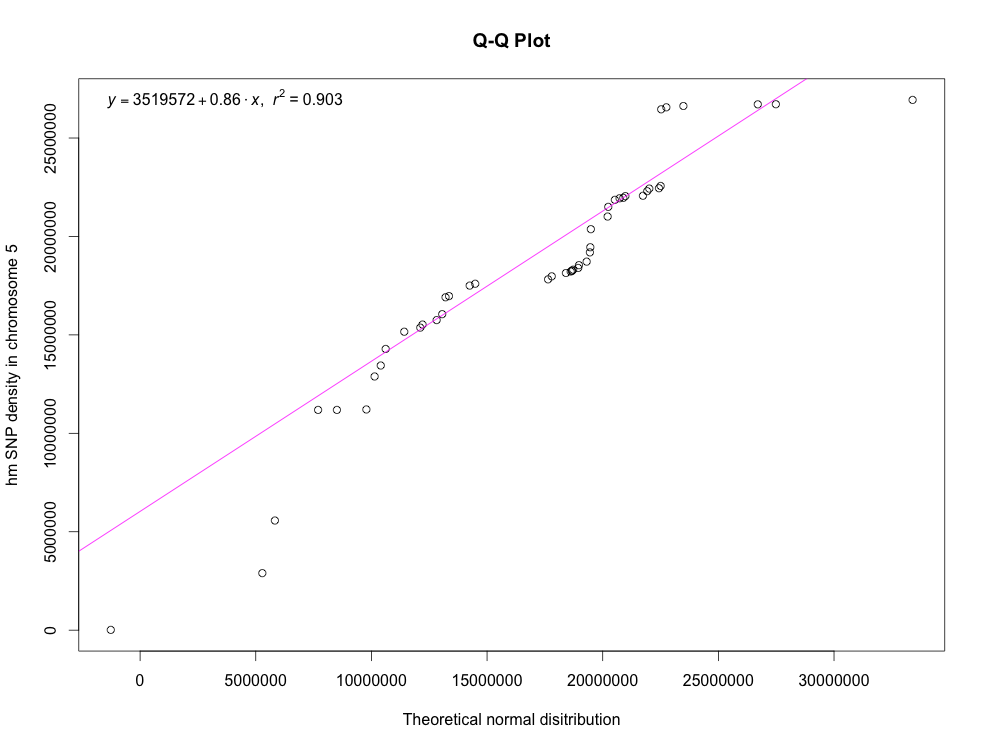 Q-Q Plot
y = 3519572 + 0.86 · x, r² = 0.903
hm SNP density in chromosome 5
25000000
20000000
15000000
10000000
5000000
0
0 5000000 10000000 15000000 20000000 25000000 30000000
Theoretical normal disitribution